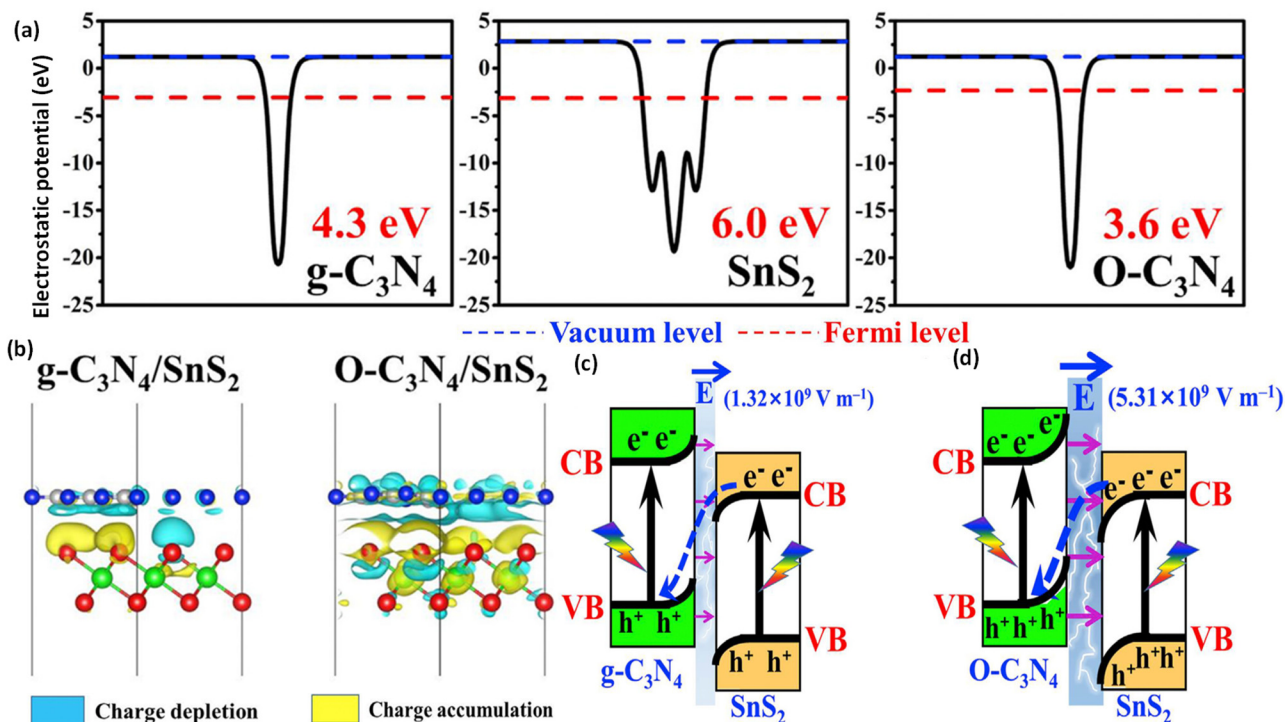 (a)
Electrostatic potential (eV)
5
0
-5
-10
-15
-20
-25
4.3 eV
g-C₃N₄
5
0
-5
-10
-15
-20
-25
6.0 eV
SnS₂
5
0
-5
-10
-15
-20
-25
3.6 eV
O-C₃N₄
Vacuum level
Fermi level
(b)
g-C₃N₄/SnS₂
O-C₃N₄/SnS₂
Charge depletion
Charge accumulation
(c)
E
(1.32×10⁹ V m⁻¹)
e⁻ e⁻
CB
e⁻ e⁻
CB
VB
h⁺ h⁺
VB
h⁺ h⁺
g-C₃N₄
SnS₂
(d)
E
(5.31×10⁹ V m⁻¹)
e⁻ e⁻ e⁻
CB
e⁻ e⁻ e⁻
CB
VB
h⁺ h⁺ h⁺
VB
h⁺ h⁺ h⁺
O-C₃N₄
SnS₂